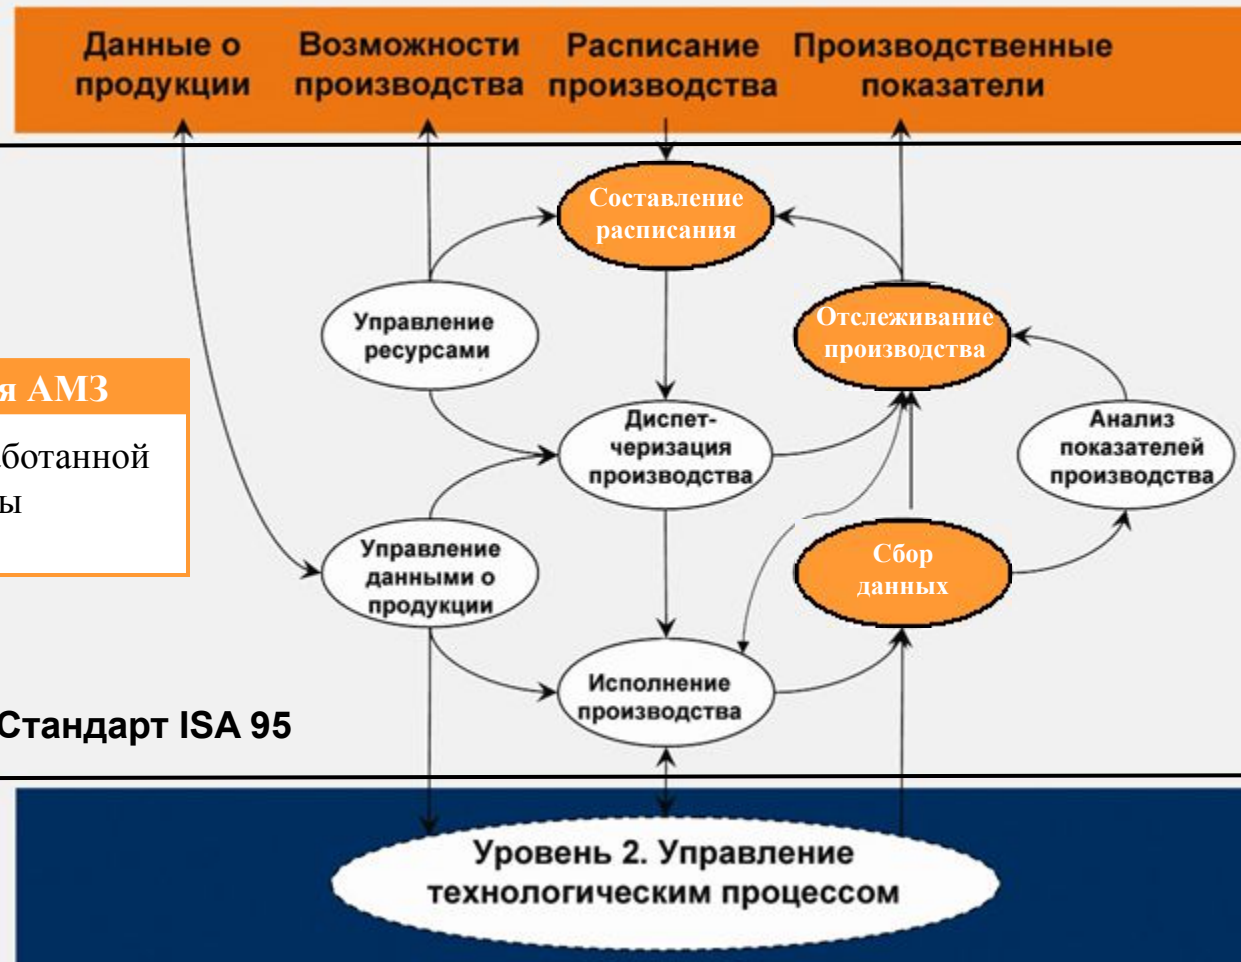 Данные о
продукции
Возможности
производства
Расписание
производства
Производственные
показатели
Составление
расписания
Управление
ресурсами
Отслеживание
производства
я АМЗ
Диспет-
черизация
производства
Анализ
показателей
производства
аботанной
ы
Управление
данными о
продукции
Сбор
данных
Исполнение
производства
Стандарт ISA 95
Уровень 2. Управление
технологическим процессом